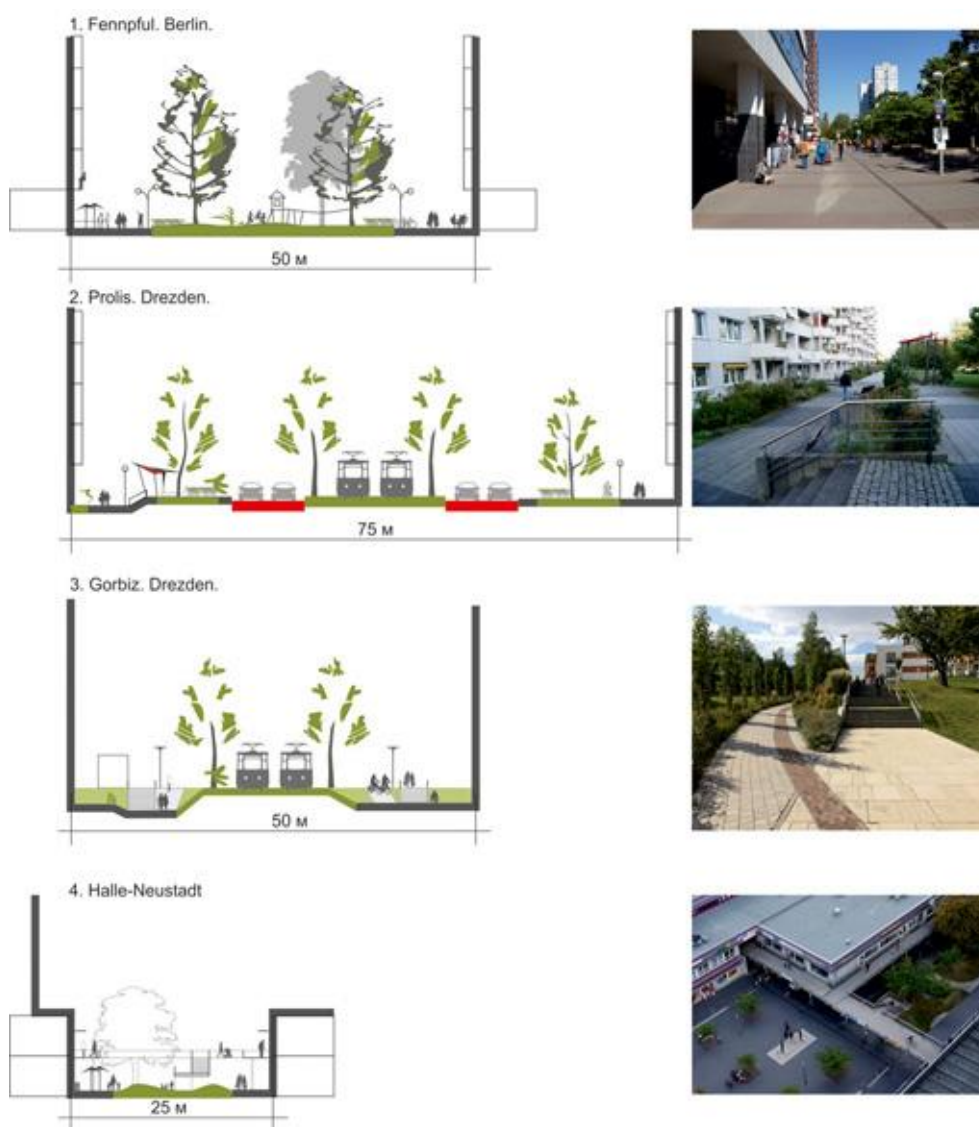 1. Fennpful. Berlin.
50 м
2. Prolis. Drezden.
75 м
3. Gorbiz. Drezden.
50 м
4. Halle-Neustadt
25 м